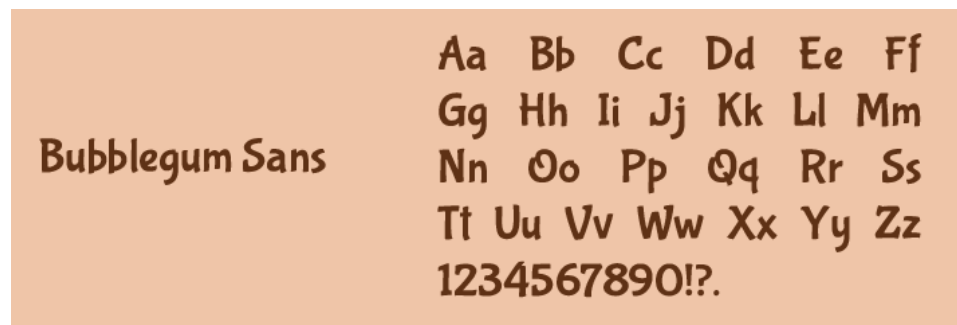 Bubblegum Sans
Aa Bb Cc Dd Ee Ff
Gg Hh Ii Jj Kk Ll Mm
Nn Oo Pp Qq Rr Ss
Tt Uu Vv Ww Xx Yy Zz
1234567890!?.